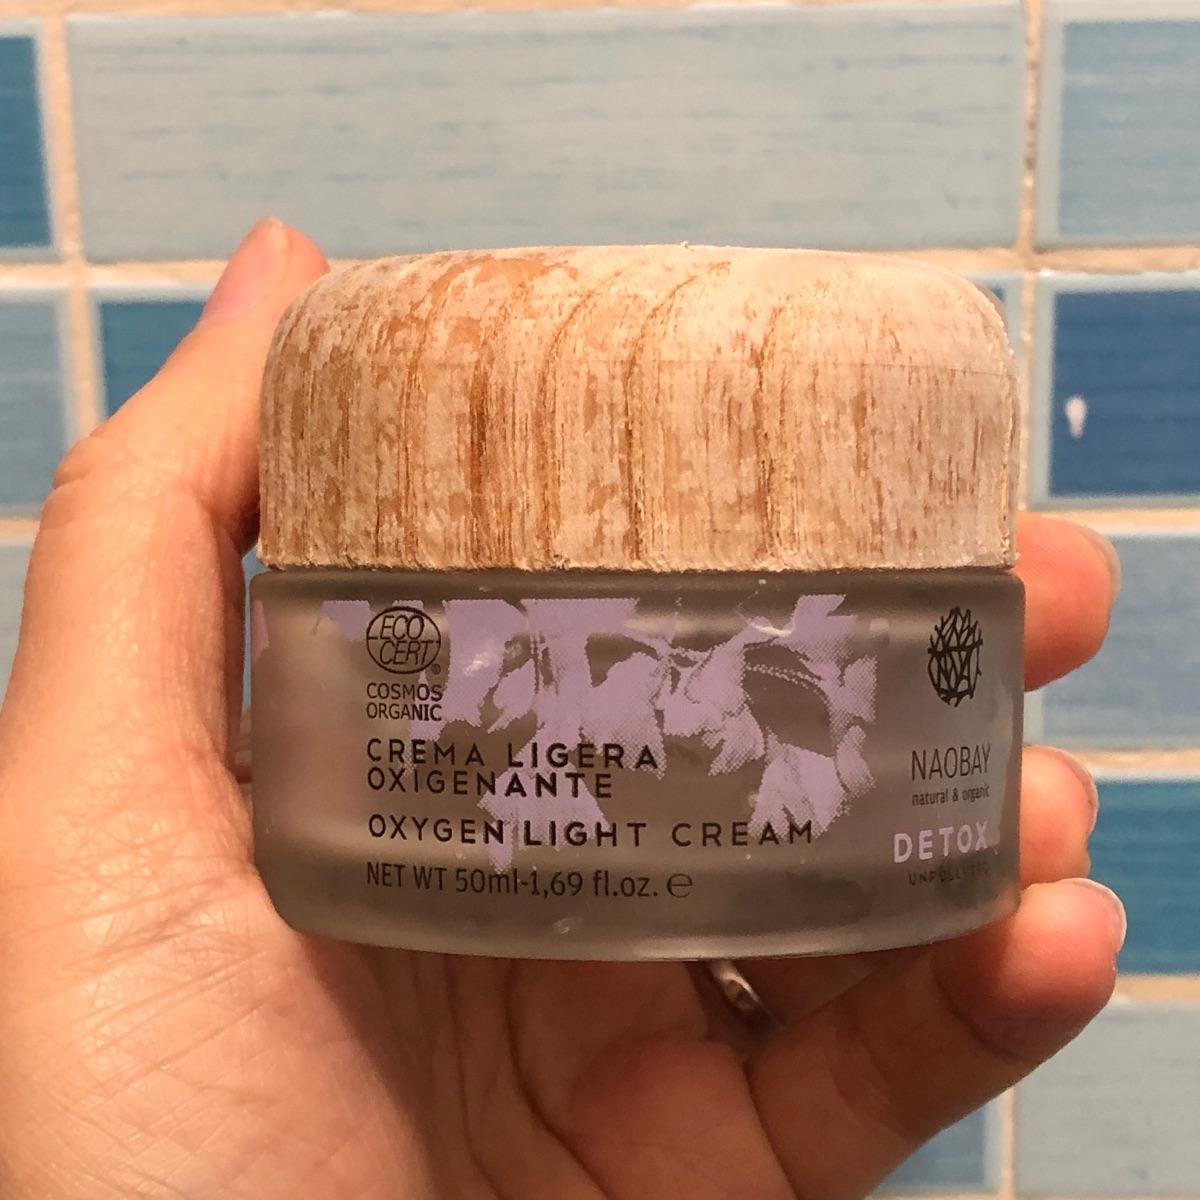 ECO
CERT
®
COSMOS
ORGANIC
CREMA LIGERA
OXIGENANTE
OXYGEN LIGHT CREAM
NET WT 50ml-1,69 fl.oz. ℮
NAOBAY
natural & organic
DETOX
UNPOLLUTED